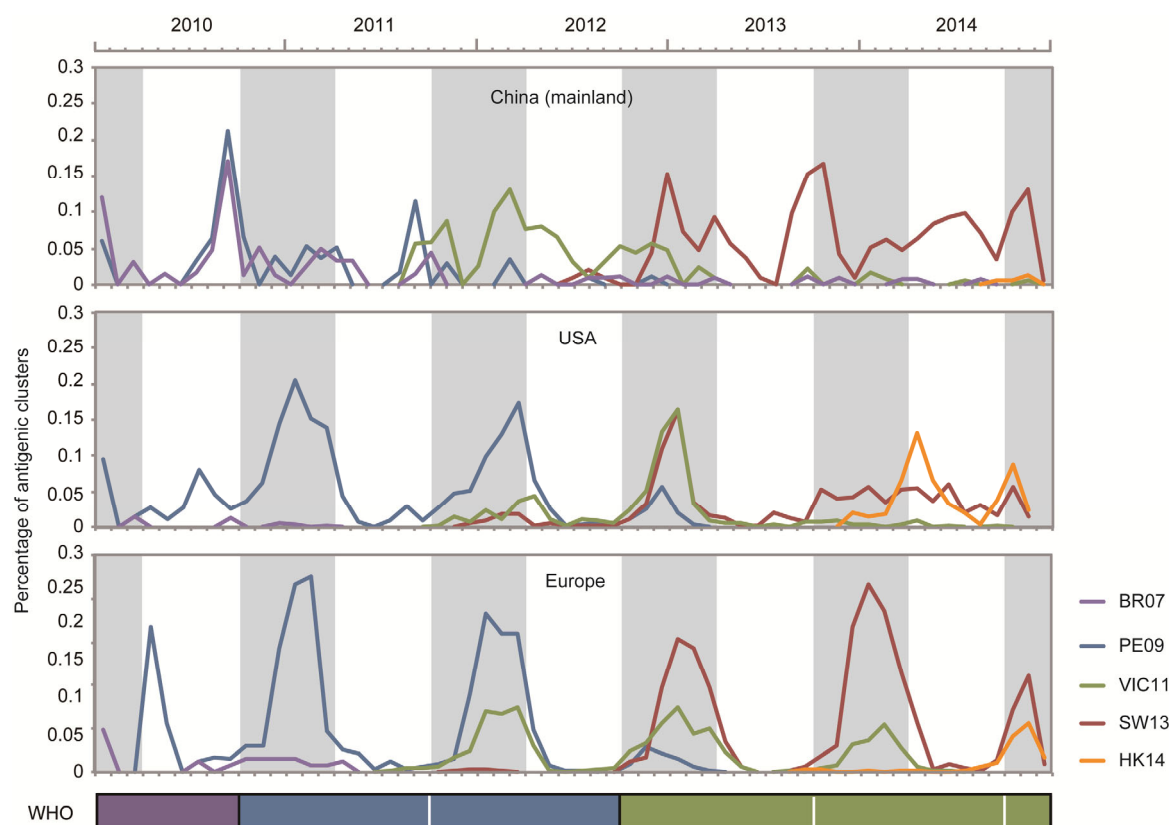 2010 2011 2012 2013 2014
China (mainland)
0.3
0.25
0.2
0.15
0.1
0.05
0
USA
0.3
0.25
0.2
0.15
0.1
0.05
0
Europe
0.3
0.25
0.2
0.15
0.1
0.05
0
Percentage of antigenic clusters
BR07
PE09
VIC11
SW13
HK14
WHO